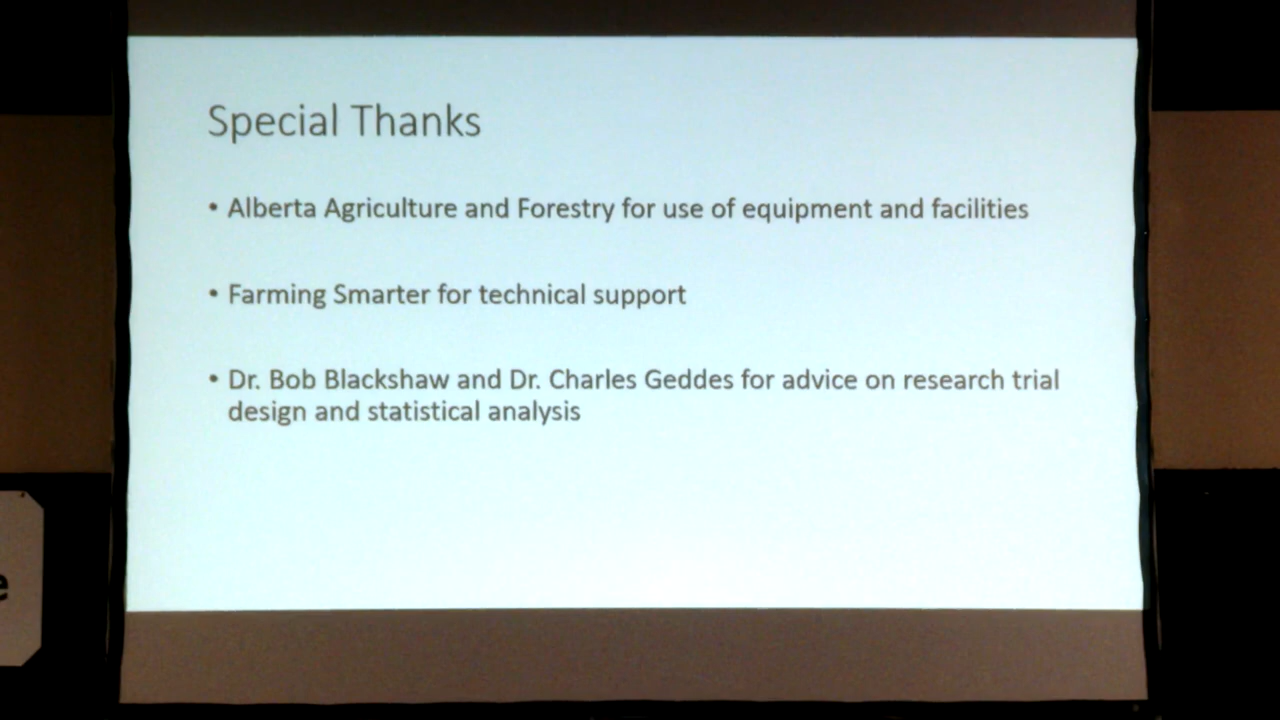 Special Thanks
• Alberta Agriculture and Forestry for use of equipment and facilities
• Farming Smarter for technical support
• Dr. Bob Blackshaw and Dr. Charles Geddes for advice on research trial
design and statistical analysis
e